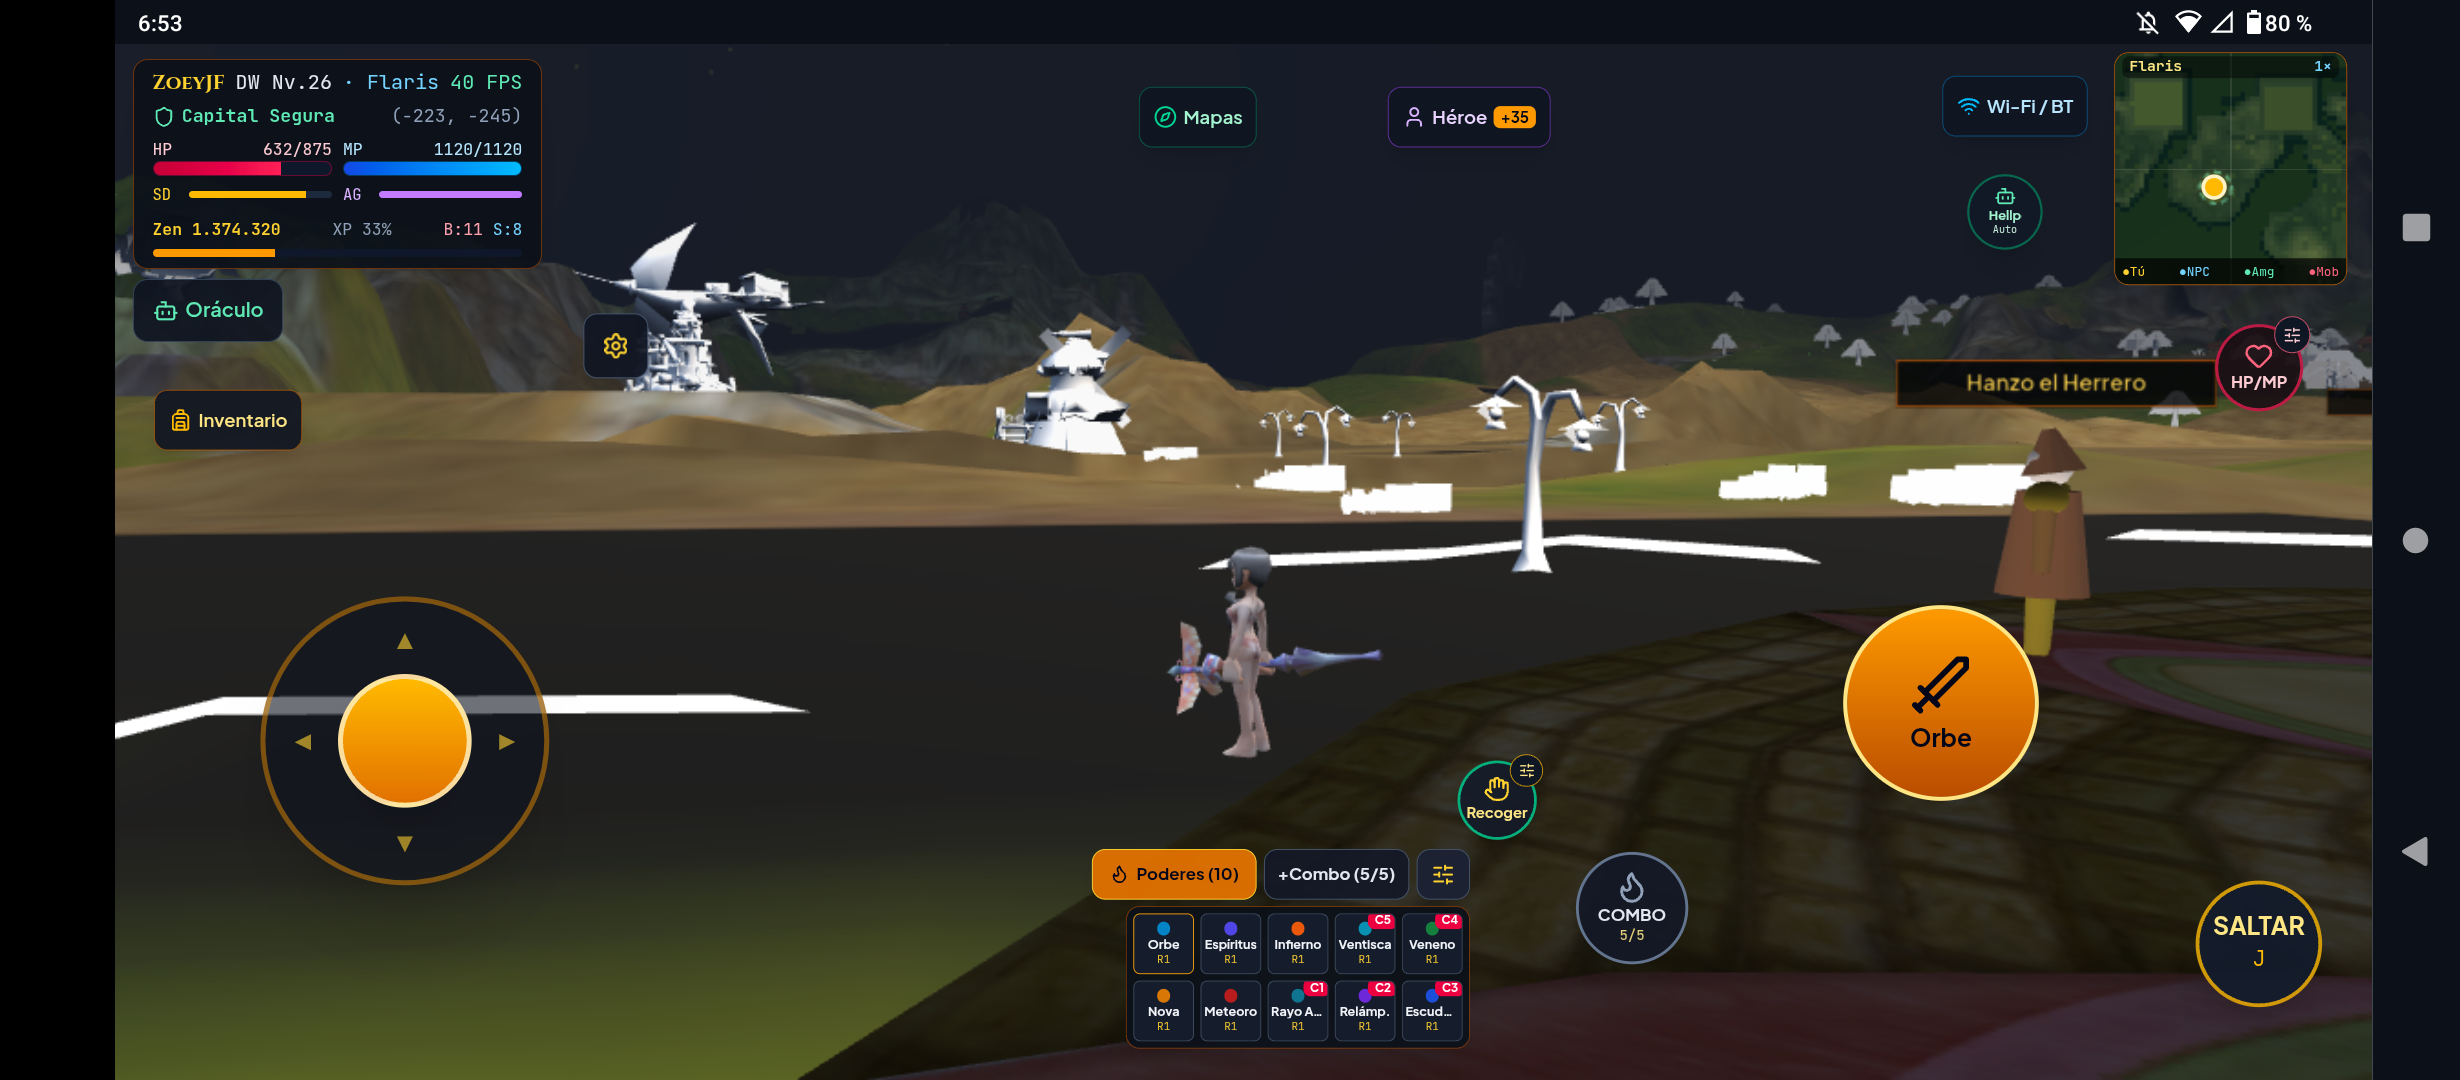 6:53
80 %
ZOEYJF DW Nv.26 · Flaris 40 FPS
Capital Segura (-223, -245)
HP 632/875 MP 1120/1120
SD AG
Zen 1.374.320 XP 33% B:11 S:8
Oráculo
Inventario
Mapas
Héroe +35
Wi-Fi / BT
Hellp
Auto
Flaris 1×
Tú NPC Amg Mob
HP/MP
Hanzo el Herrero
Orbe
Recoger
Poderes (10) +Combo (5/5)
COMBO
5/5
SALTAR
J
Orbe
R1
Espíritus
R1
Infierno
R1
C5
Ventisca
R1
C4
Veneno
R1
Nova
R1
Meteoro
R1
C1
Rayo A...
R1
C2
Relámp.
R1
C3
Escud...
R1